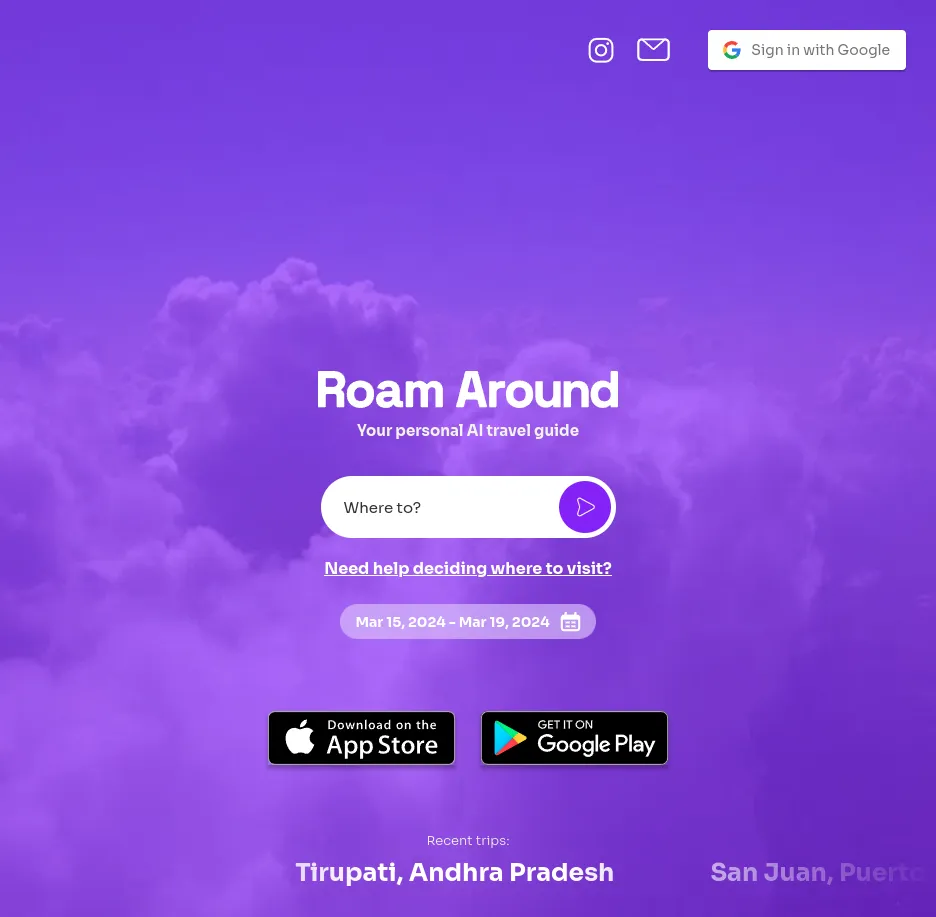 Sign in with Google
Roam Around
Your personal AI travel guide
Where to?
Need help deciding where to visit?
Mar 15, 2024 - Mar 19, 2024
Download on the
App Store
GET IT ON
Google Play
Recent trips:
Tirupati, Andhra Pradesh
San Juan, Puerto